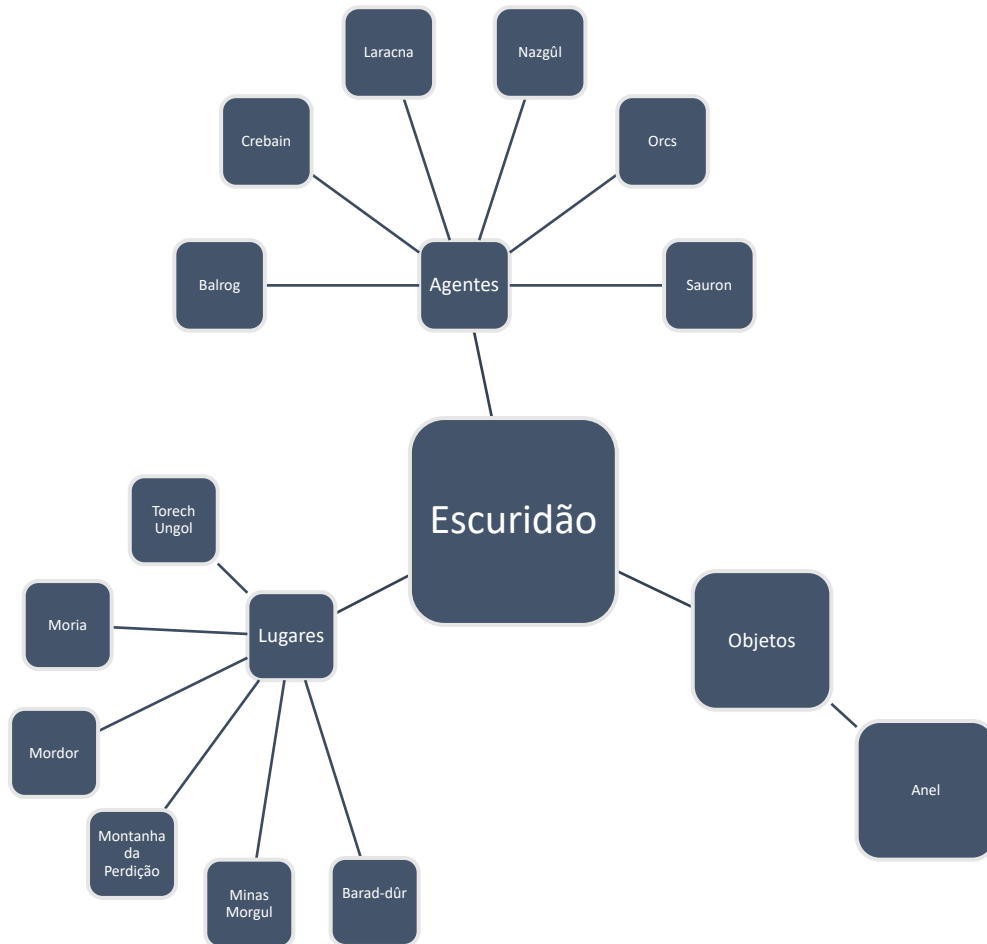 Laracna
Nazgûl
Crebain
Orcs
Balrog
Agentes
Sauron
Escuridão
Torech
Ungol
Moria
Lugares
Objetos
Mordor
Anel
Montanha
da
Perdição
Minas
Morgul
Barad-dûr